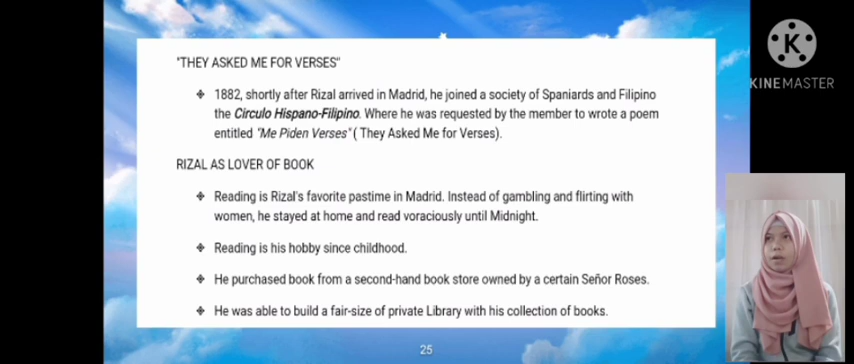 "THEY ASKED ME FOR VERSES"
❖ 1882, shortly after Rizal arrived in Madrid, he joined a society of Spaniards and Filipino
the Circulo Hispano-Filipino. Where he was requested by the member to wrote a poem
entitled "Me Piden Verses" ( They Asked Me for Verses).
RIZAL AS LOVER OF BOOK
❖ Reading is Rizal's favorite pastime in Madrid. Instead of gambling and flirting with
women, he stayed at home and read voraciously until Midnight.
❖ Reading is his hobby since childhood.
❖ He purchased book from a second-hand book store owned by a certain Señor Roses.
❖ He was able to build a fair-size of private Library with his collection of books.
25
K
KINEMASTER